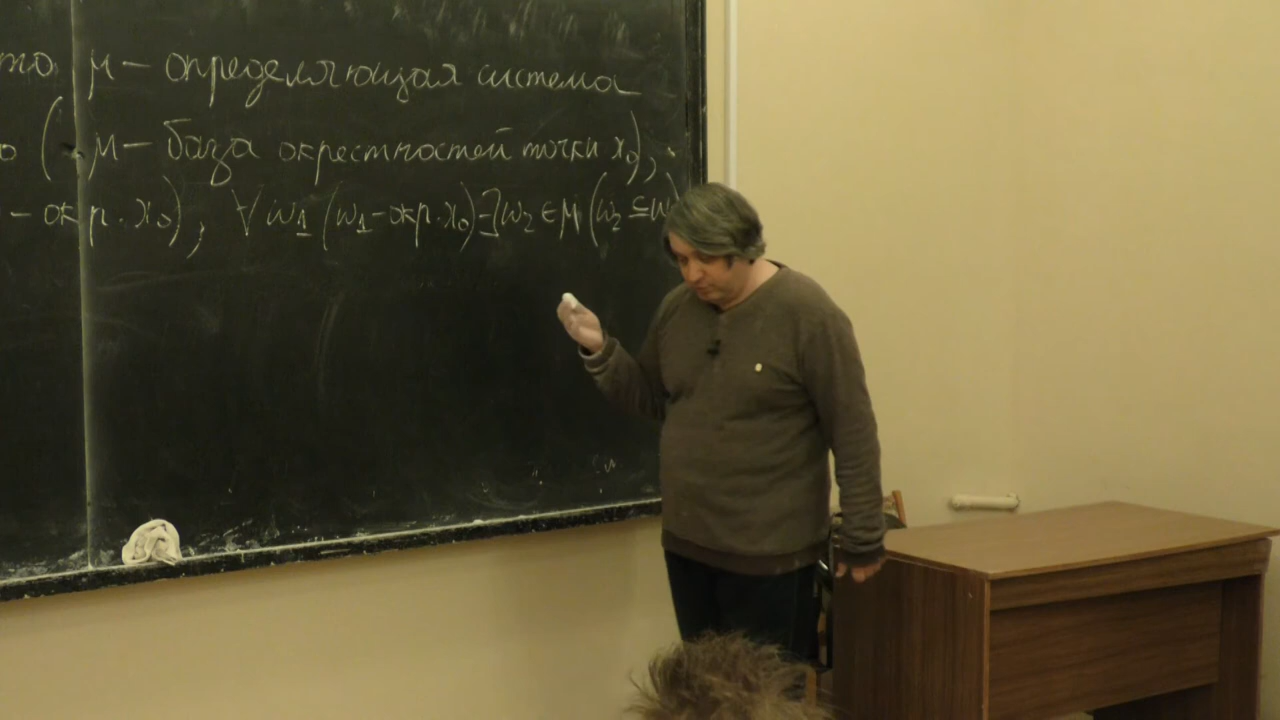 то μ – определяющая система
о (μ – база окрестностей точки x₀),
– окр. x₀), ∀ω₁(ω₁–окр. x₀)∃ω₂∈μ(ω₂⊆ω